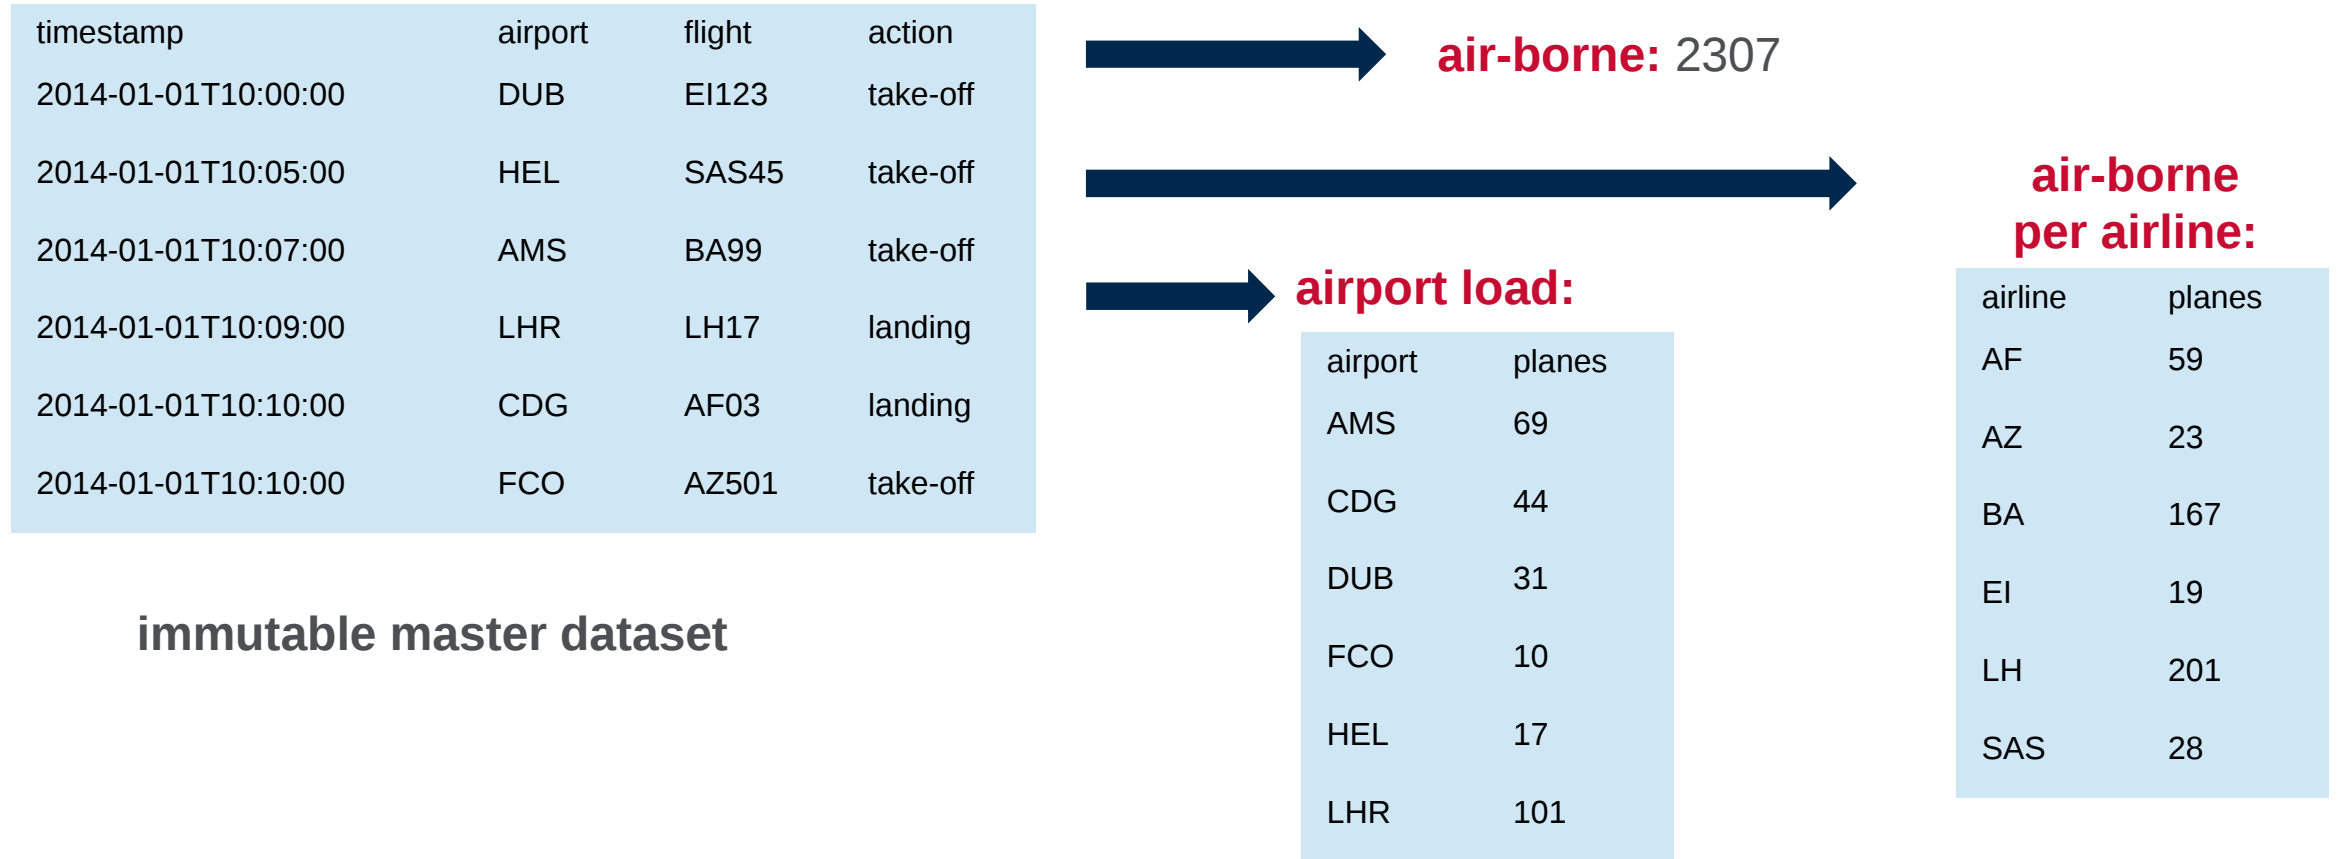 timestamp airport flight action
2014-01-01T10:00:00 DUB EI123 take-off
2014-01-01T10:05:00 HEL SAS45 take-off
2014-01-01T10:07:00 AMS BA99 take-off
2014-01-01T10:09:00 LHR LH17 landing
2014-01-01T10:10:00 CDG AF03 landing
2014-01-01T10:10:00 FCO AZ501 take-off
immutable master dataset
air-borne: 2307
airport load:
airport planes
AMS 69
CDG 44
DUB 31
FCO 10
HEL 17
LHR 101
air-borne
per airline:
airline planes
AF 59
AZ 23
BA 167
EI 19
LH 201
SAS 28